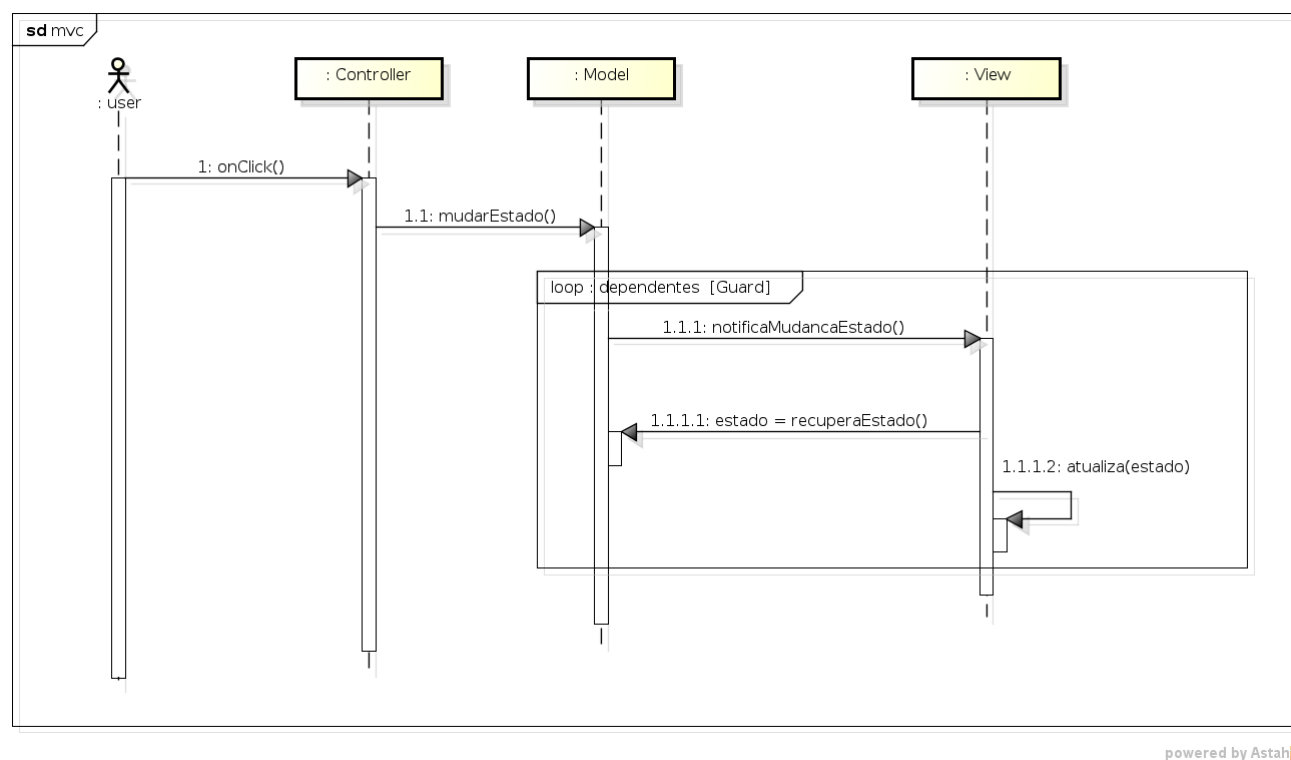 sd mvc
: user
: Controller
: Model
: View
1: onClick()
1.1: mudarEstado()
loop : dependentes [Guard]
1.1.1: notificaMudancaEstado()
1.1.1.1: estado = recuperaEstado()
1.1.1.2: atualiza(estado)
powered by Astah